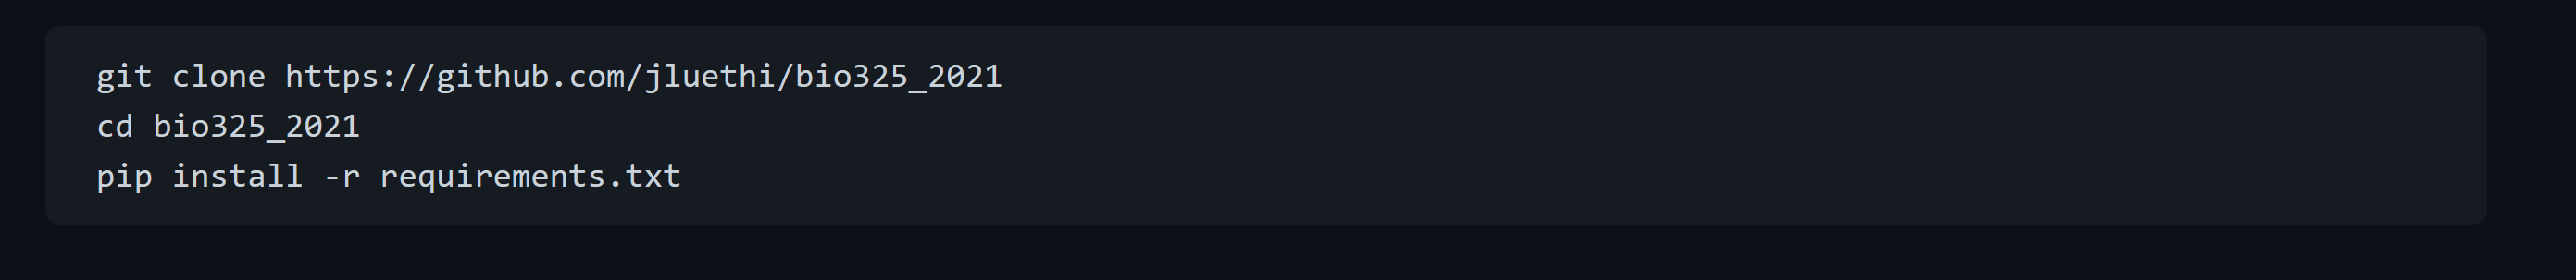 git clone https://github.com/jluethi/bio325_2021
cd bio325_2021
pip install -r requirements.txt